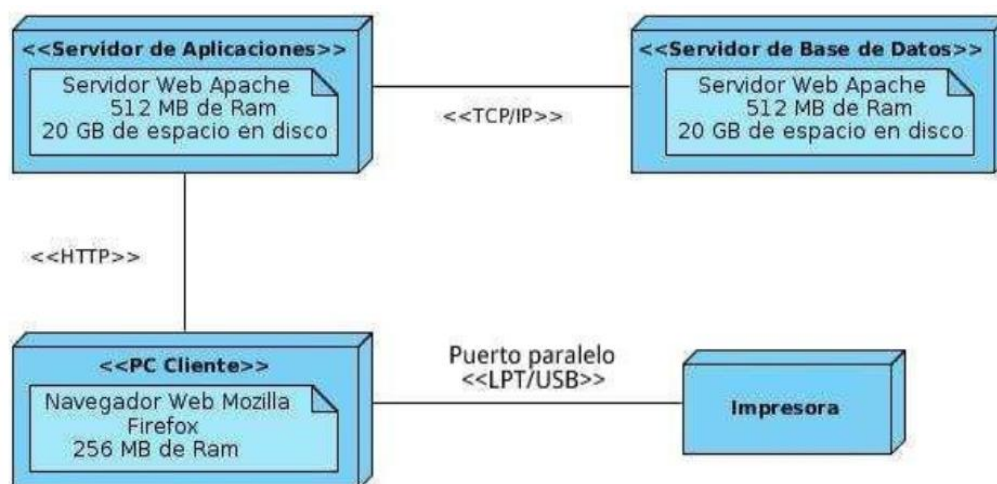 <<Servidor de Aplicaciones>>
Servidor Web Apache
512 MB de Ram
20 GB de espacio en disco
<<TCP/IP>>
<<Servidor de Base de Datos>>
Servidor Web Apache
512 MB de Ram
20 GB de espacio en disco
<<HTTP>>
<<PC Cliente>>
Navegador Web Mozilla
Firefox
256 MB de Ram
Puerto paralelo
<<LPT/USB>>
Impresora